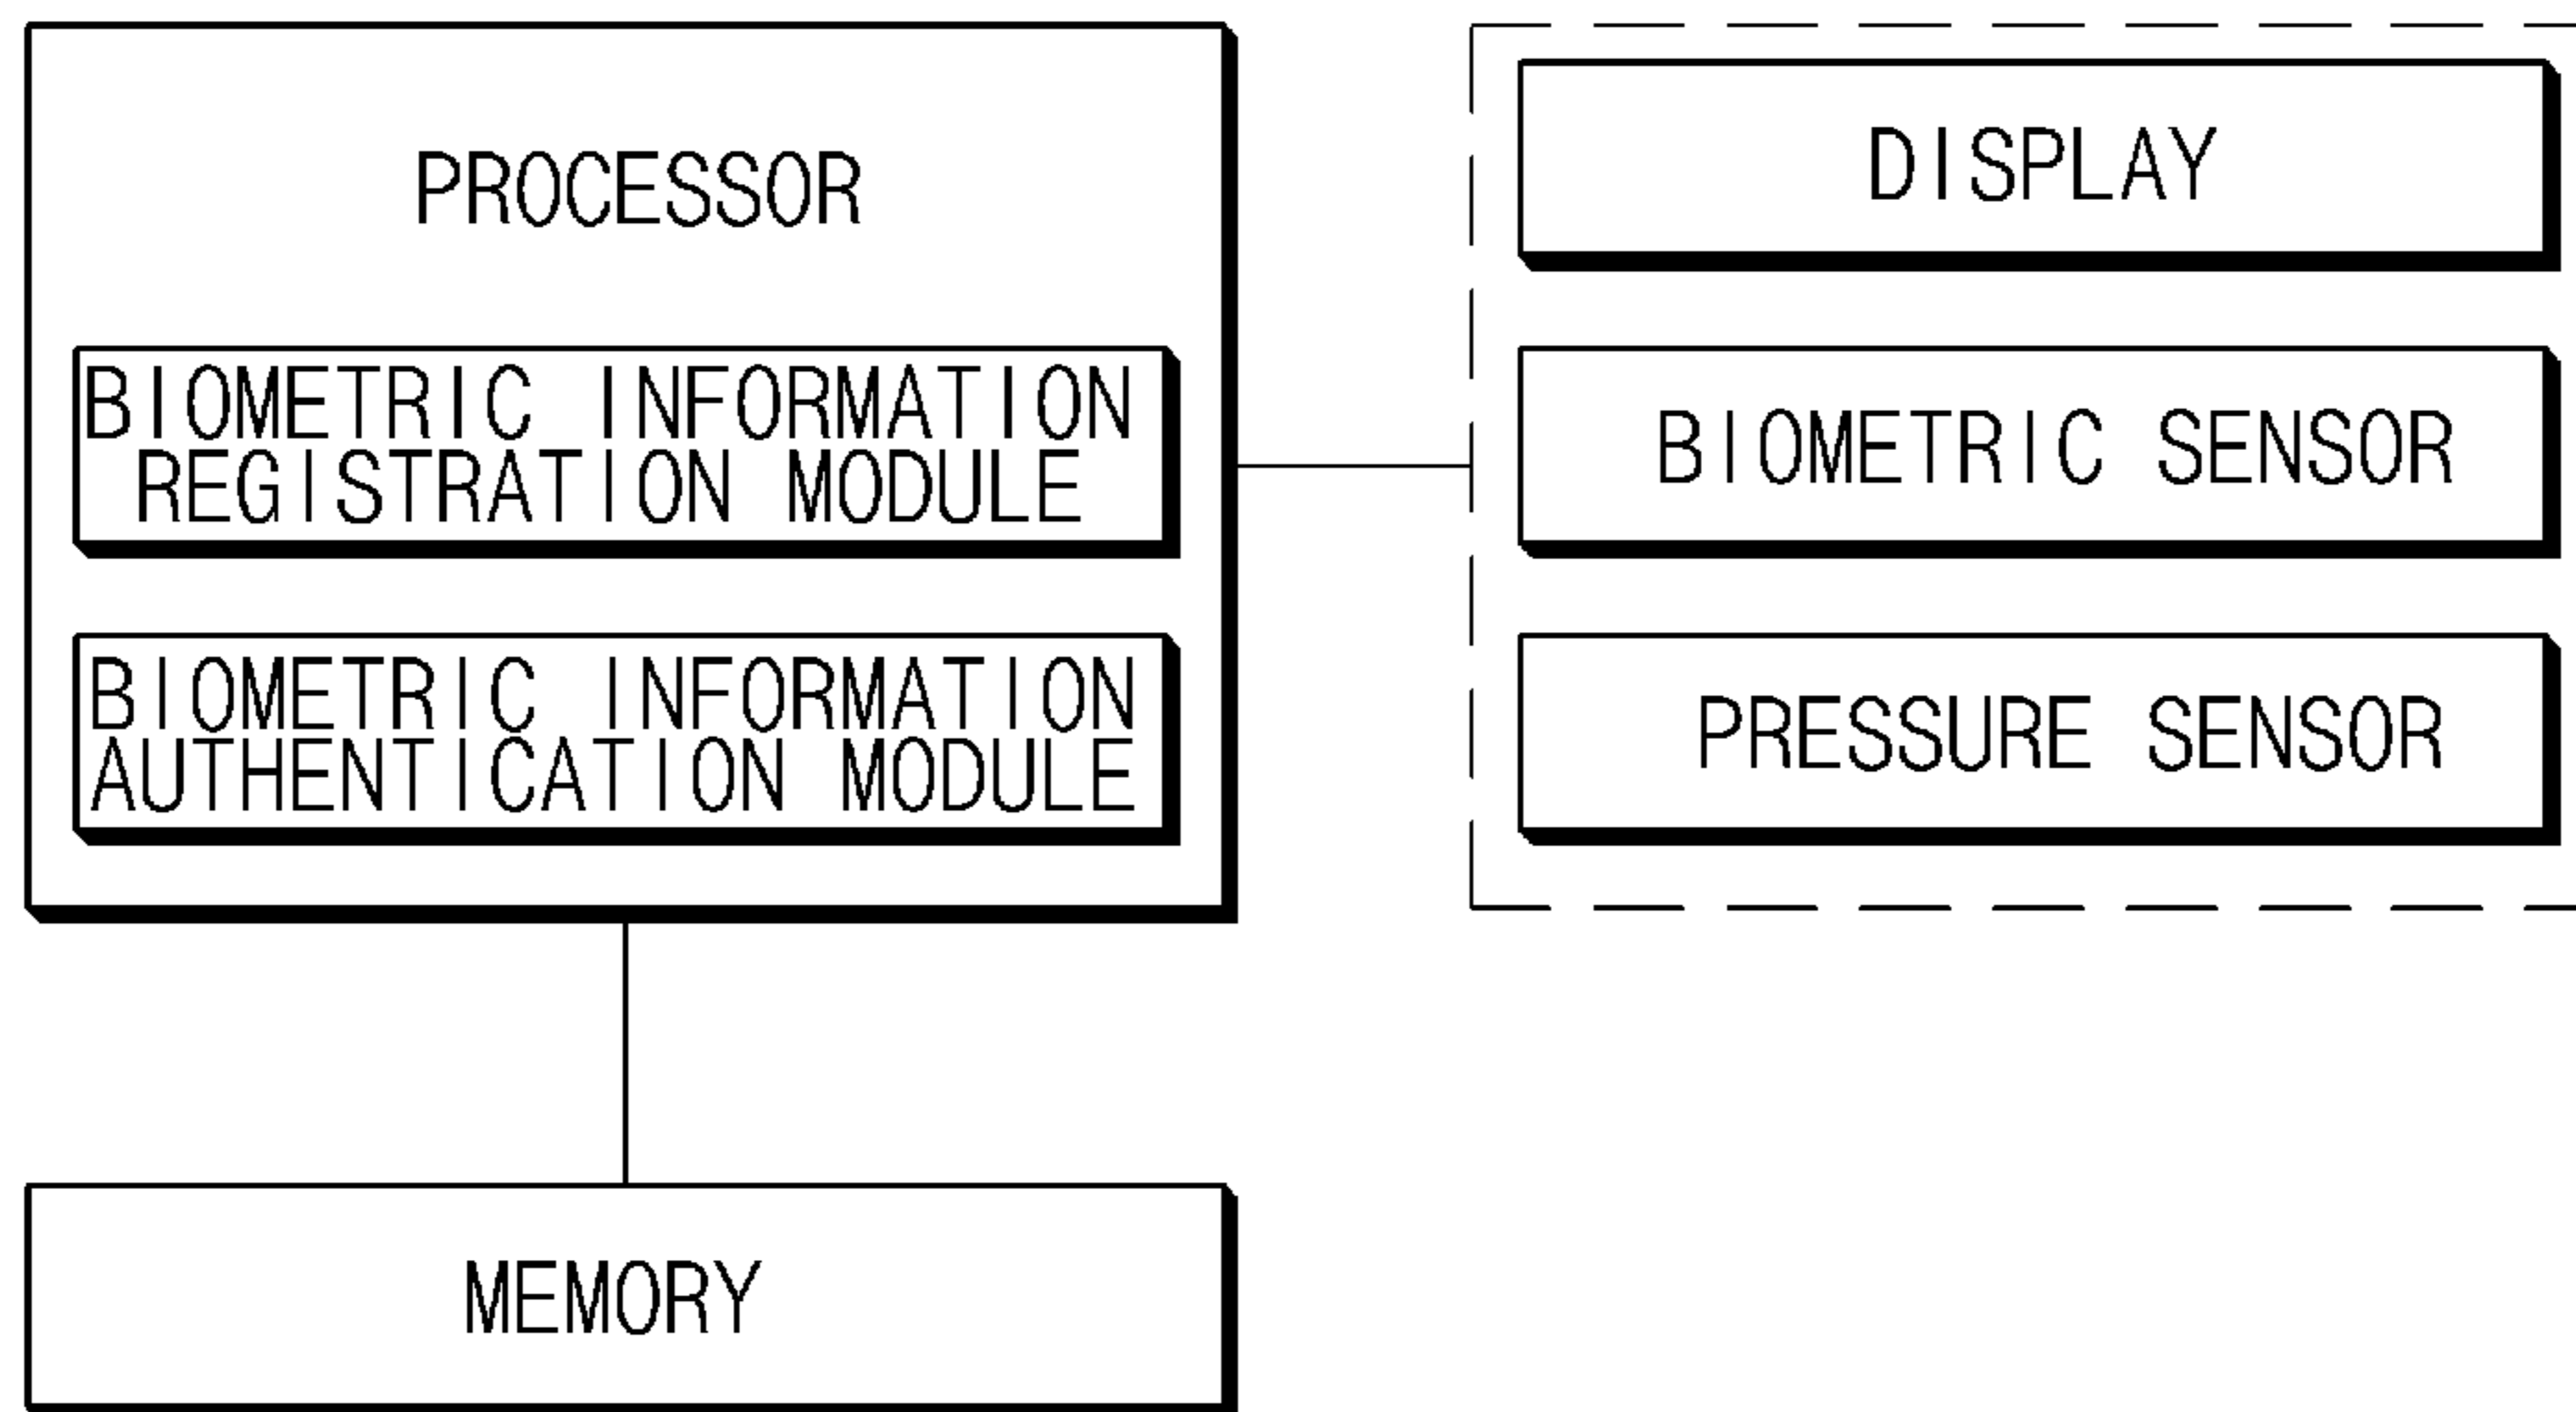 PROCESSOR
BIOMETRIC INFORMATION
REGISTRATION MODULE
BIOMETRIC INFORMATION
AUTHENTICATION MODULE
MEMORY
DISPLAY
BIOMETRIC SENSOR
PRESSURE SENSOR